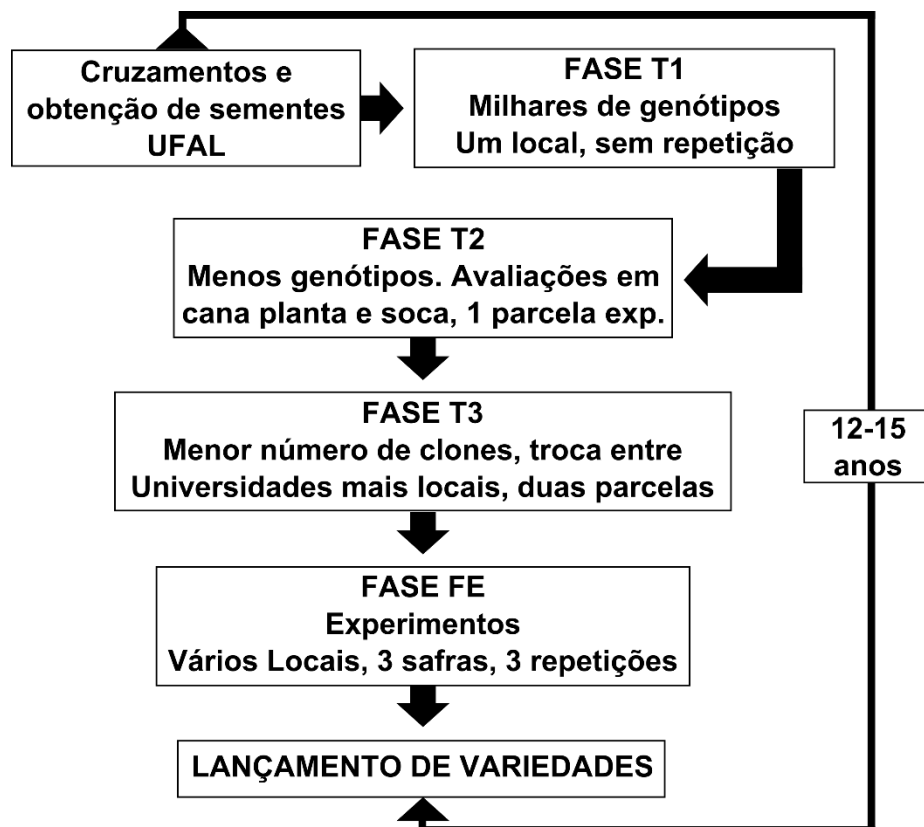 Cruzamentos e
obtenção de sementes
UFAL
FASE T1
Milhares de genótipos
Um local, sem repetição
FASE T2
Menos genótipos. Avaliações em
cana planta e soca, 1 parcela exp.
FASE T3
Menor número de clones, troca entre
Universidades mais locais, duas parcelas
12-15
anos
FASE FE
Experimentos
Vários Locais, 3 safras, 3 repetições
LANÇAMENTO DE VARIEDADES